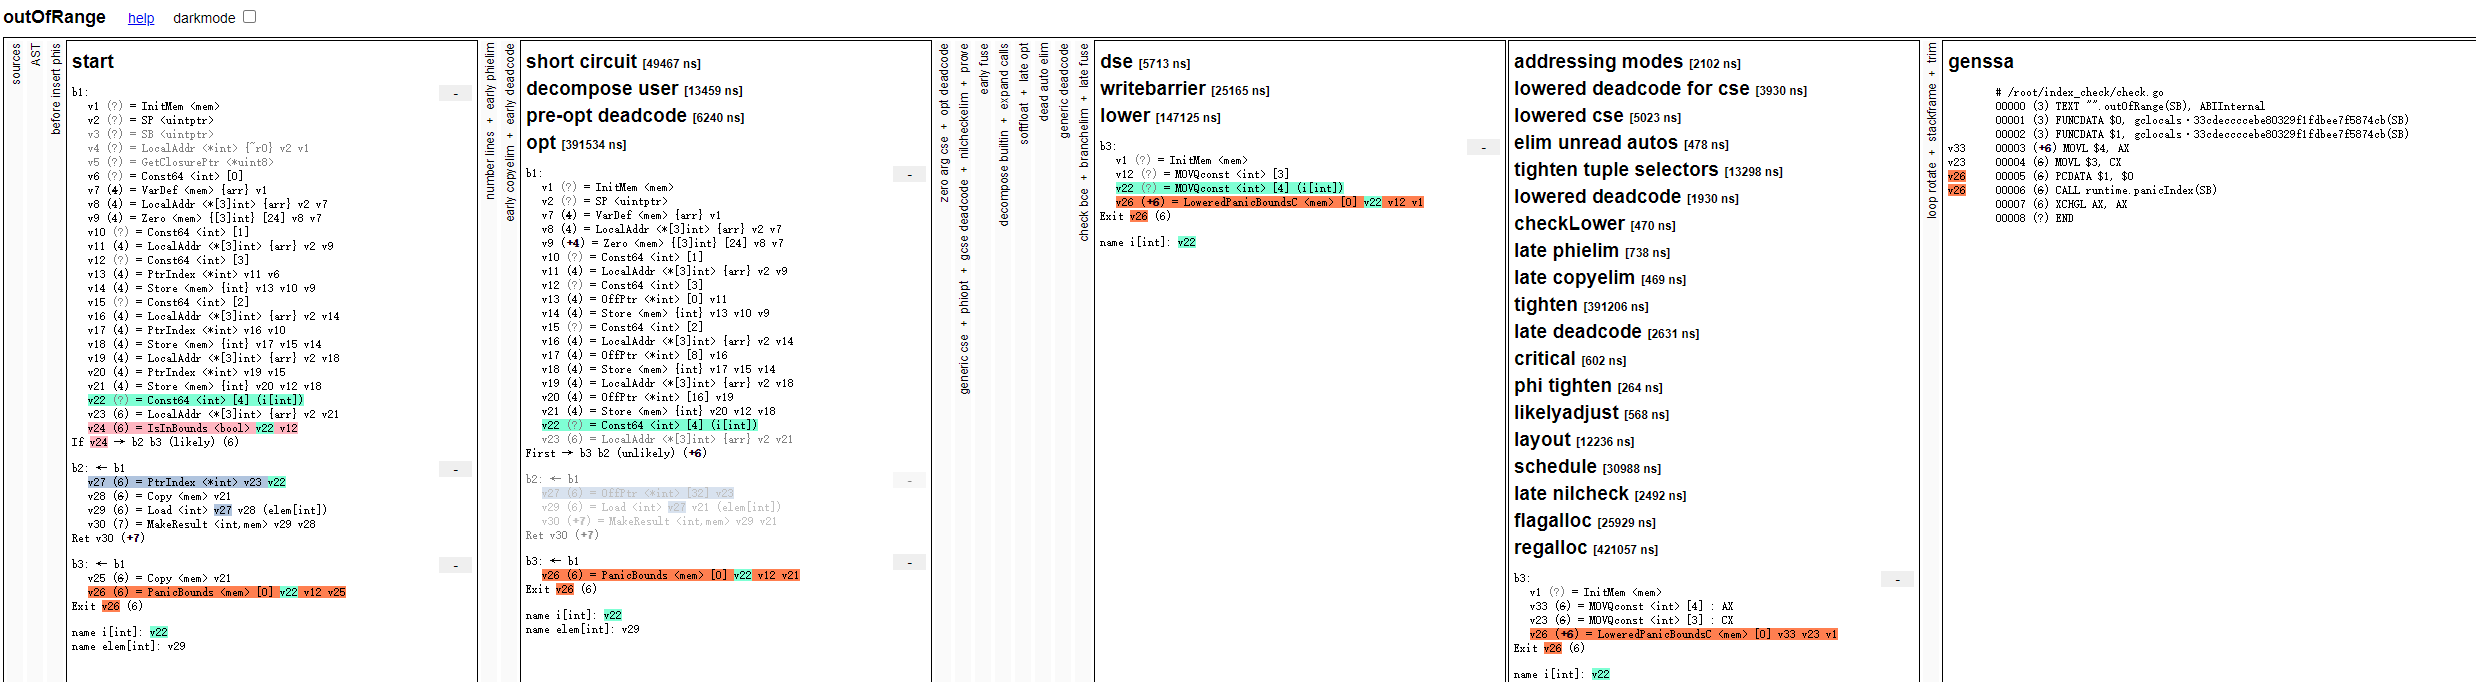 outOfRange help darkmode
sources
AST
before insert phis
start
b1:
-
v1 (?) = InitMem <mem>
v2 (?) = SP <uintptr>
v3 (?) = SB <uintptr>
v4 (?) = LocalAddr <*int> {~r0} v2 v1
v5 (?) = GetClosurePtr <*uint8>
v6 (?) = Const64 <int> [0]
v7 (4) = VarDef <mem> {arr} v1
v8 (4) = LocalAddr <*[3]int> {arr} v2 v7
v9 (4) = Zero <mem> {[3]int} [24] v8 v7
v10 (?) = Const64 <int> [1]
v11 (4) = LocalAddr <*[3]int> {arr} v2 v9
v12 (?) = Const64 <int> [3]
v13 (4) = PtrIndex <*int> v11 v6
v14 (4) = Store <mem> {int} v13 v10 v9
v15 (?) = Const64 <int> [2]
v16 (4) = LocalAddr <*[3]int> {arr} v2 v14
v17 (4) = PtrIndex <*int> v16 v10
v18 (4) = Store <mem> {int} v17 v15 v14
v19 (4) = LocalAddr <*[3]int> {arr} v2 v18
v20 (4) = PtrIndex <*int> v19 v15
v21 (4) = Store <mem> {int} v20 v12 v18
v22 (?) = Const64 <int> [4] (i[int])
v23 (6) = LocalAddr <*[3]int> {arr} v2 v21
v24 (6) = IsInBounds <bool> v22 v12
If v24 → b2 b3 (likely) (6)
b2: ← b1
-
v27 (6) = PtrIndex <*int> v23 v22
v28 (6) = Copy <mem> v21
v29 (6) = Load <int> v27 v28 (elem[int])
v30 (7) = MakeResult <int,mem> v29 v28
Ret v30 (+7)
b3: ← b1
-
v25 (6) = Copy <mem> v21
v26 (6) = PanicBounds <mem> [0] v22 v12 v25
Exit v26 (6)
name i[int]: v22
name elem[int]: v29
number lines + early phielim
early copyelim + early deadcode
short circuit [49467 ns]
decompose user [13459 ns]
pre-opt deadcode [6240 ns]
opt [391534 ns]
b1:
-
v1 (?) = InitMem <mem>
v2 (?) = SP <uintptr>
v7 (4) = VarDef <mem> {arr} v1
v8 (4) = LocalAddr <*[3]int> {arr} v2 v7
v9 (+4) = Zero <mem> {[3]int} [24] v8 v7
v10 (?) = Const64 <int> [1]
v11 (4) = LocalAddr <*[3]int> {arr} v2 v9
v12 (?) = Const64 <int> [3]
v13 (4) = OffPtr <*int> [0] v11
v14 (4) = Store <mem> {int} v13 v10 v9
v15 (?) = Const64 <int> [2]
v16 (4) = LocalAddr <*[3]int> {arr} v2 v14
v17 (4) = OffPtr <*int> [8] v16
v18 (4) = Store <mem> {int} v17 v15 v14
v19 (4) = LocalAddr <*[3]int> {arr} v2 v18
v20 (4) = OffPtr <*int> [16] v19
v21 (4) = Store <mem> {int} v20 v12 v18
v22 (?) = Const64 <int> [4] (i[int])
v23 (6) = LocalAddr <*[3]int> {arr} v2 v21
First → b3 b2 (unlikely) (+6)
b2: ← b1
-
v27 (6) = OffPtr <*int> [32] v23
v29 (6) = Load <int> v27 v21 (elem[int])
v30 (+7) = MakeResult <int,mem> v29 v21
Ret v30 (+7)
b3: ← b1
-
v26 (6) = PanicBounds <mem> [0] v22 v12 v21
Exit v26 (6)
name i[int]: v22
name elem[int]: v29
zero arg cse + opt deadcode
generic cse + phiopt + gcse deadcode + nilcheckelim + prove
early fuse
decompose builtin + expand calls
softfloat + late opt
dead auto elim
generic deadcode
check bce + branchelim + late fuse
dse [5713 ns]
writebarrier [25165 ns]
lower [147125 ns]
b3:
-
v1 (?) = InitMem <mem>
v12 (?) = MOVQconst <int> [3]
v22 (?) = MOVQconst <int> [4] (i[int])
v26 (+6) = LoweredPanicBoundsC <mem> [0] v22 v12 v1
Exit v26 (6)
name i[int]: v22
addressing modes [2102 ns]
lowered deadcode for cse [3930 ns]
lowered cse [5023 ns]
elim unread autos [478 ns]
tighten tuple selectors [13298 ns]
lowered deadcode [1930 ns]
checkLower [470 ns]
late phielim [738 ns]
late copyelim [469 ns]
tighten [391206 ns]
late deadcode [2631 ns]
critical [602 ns]
phi tighten [264 ns]
likelyadjust [568 ns]
layout [12236 ns]
schedule [30988 ns]
late nilcheck [2492 ns]
flagalloc [25929 ns]
regalloc [421057 ns]
b3:
-
v1 (?) = InitMem <mem>
v33 (6) = MOVQconst <int> [4] : AX
v23 (6) = MOVQconst <int> [3] : CX
v26 (+6) = LoweredPanicBoundsC <mem> [0] v33 v23 v1
Exit v26 (6)
name i[int]: v22
loop rotate + stackframe + trim
genssa
# /root/index_check/check.go
00000 (3) TEXT "".outOfRange(SB), ABIInternal
00001 (3) FUNCDATA $0, gclocals·33cdeccccebe80329f1fdbee7f5874cb(SB)
00002 (3) FUNCDATA $1, gclocals·33cdeccccebe80329f1fdbee7f5874cb(SB)
v33 00003 (+6) MOVL $4, AX
v23 00004 (6) MOVL $3, CX
v26 00005 (6) PCDATA $1, $0
v26 00006 (6) CALL runtime.panicIndex(SB)
00007 (6) XCHGL AX, AX
00008 (?) END